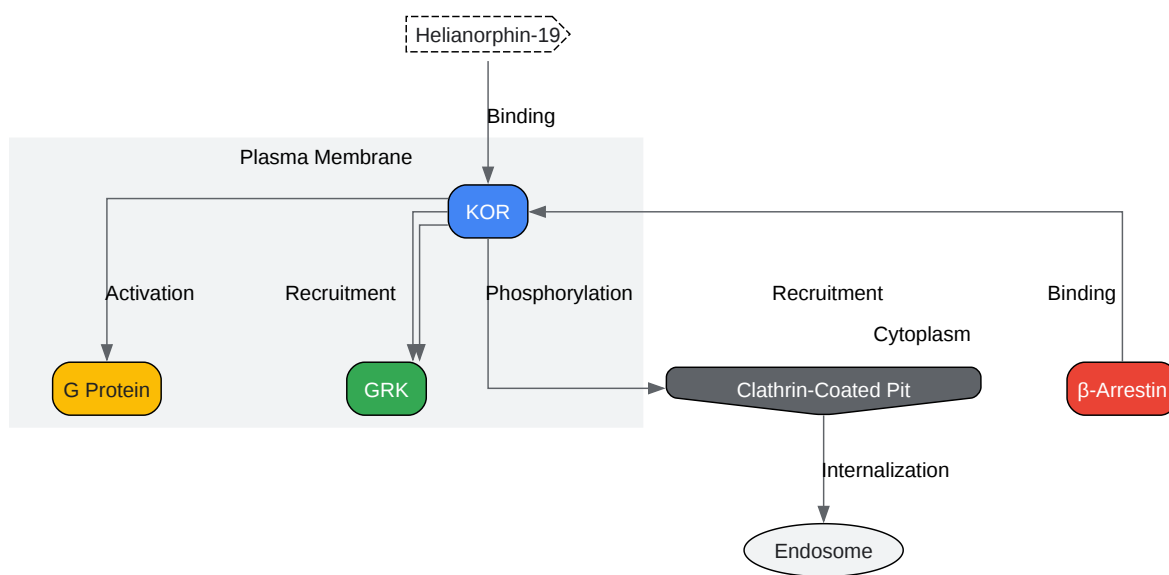 Helianorphin-19
Binding
Plasma Membrane
KOR
Activation
Recruitment
Phosphorylation
Recruitment
Binding
Cytoplasm
G Protein
GRK
Clathrin-Coated Pit
β-Arrestin
Internalization
Endosome